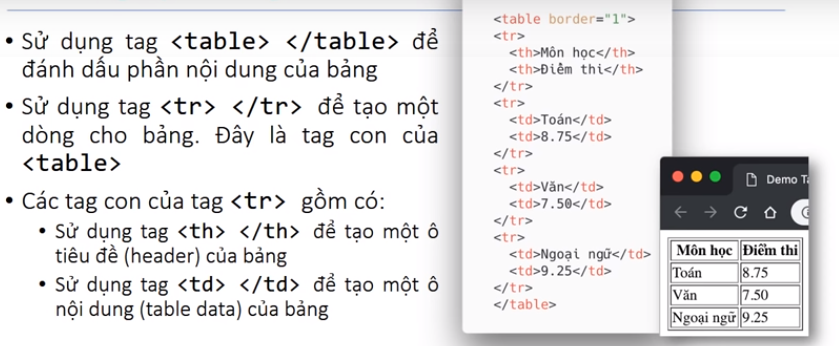 • Sử dụng tag <table> </table> để
đánh dấu phần nội dung của bảng
• Sử dụng tag <tr> </tr> để tạo một
dòng cho bảng. Đây là tag con của
<table>
• Các tag con của tag <tr> gồm có:
• Sử dụng tag <th> </th> để tạo một ô
tiêu đề (header) của bảng
• Sử dụng tag <td> </td> để tạo một ô
nội dung (table data) của bảng
<table border="1">
<tr>
<th>Môn học</th>
<th>Điểm thi</th>
</tr>
<tr>
<td>Toán</td>
<td>8.75</td>
</tr>
<tr>
<td>Văn</td>
<td>7.50</td>
</tr>
<tr>
<td>Ngoại ngữ</td>
<td>9.25</td>
</tr>
</table>
Demo
Môn học Điểm thi
Toán 8.75
Văn 7.50
Ngoại ngữ 9.25